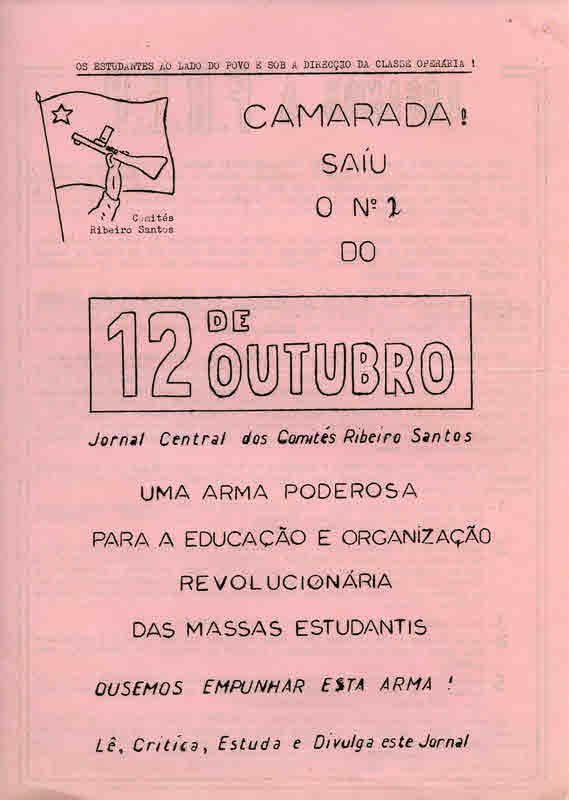 OS ESTUDANTES AO LADO DO POVO E SOB A DIRECÇÃO DA CLASSE OPERÁRIA !
CAMARADA!
SAÍU
O Nº 2
DO
Comités
Ribeiro Santos
12 DE
OUTUBRO
Jornal Central dos Comités Ribeiro Santos
UMA ARMA PODEROSA
PARA A EDUCAÇÃO E ORGANIZAÇÃO
REVOLUCIONÁRIA
DAS MASSAS ESTUDANTIS
OUSEMOS EMPUNHAR ESTA ARMA !
Lê, Critica, Estuda e Divulga este Jornal